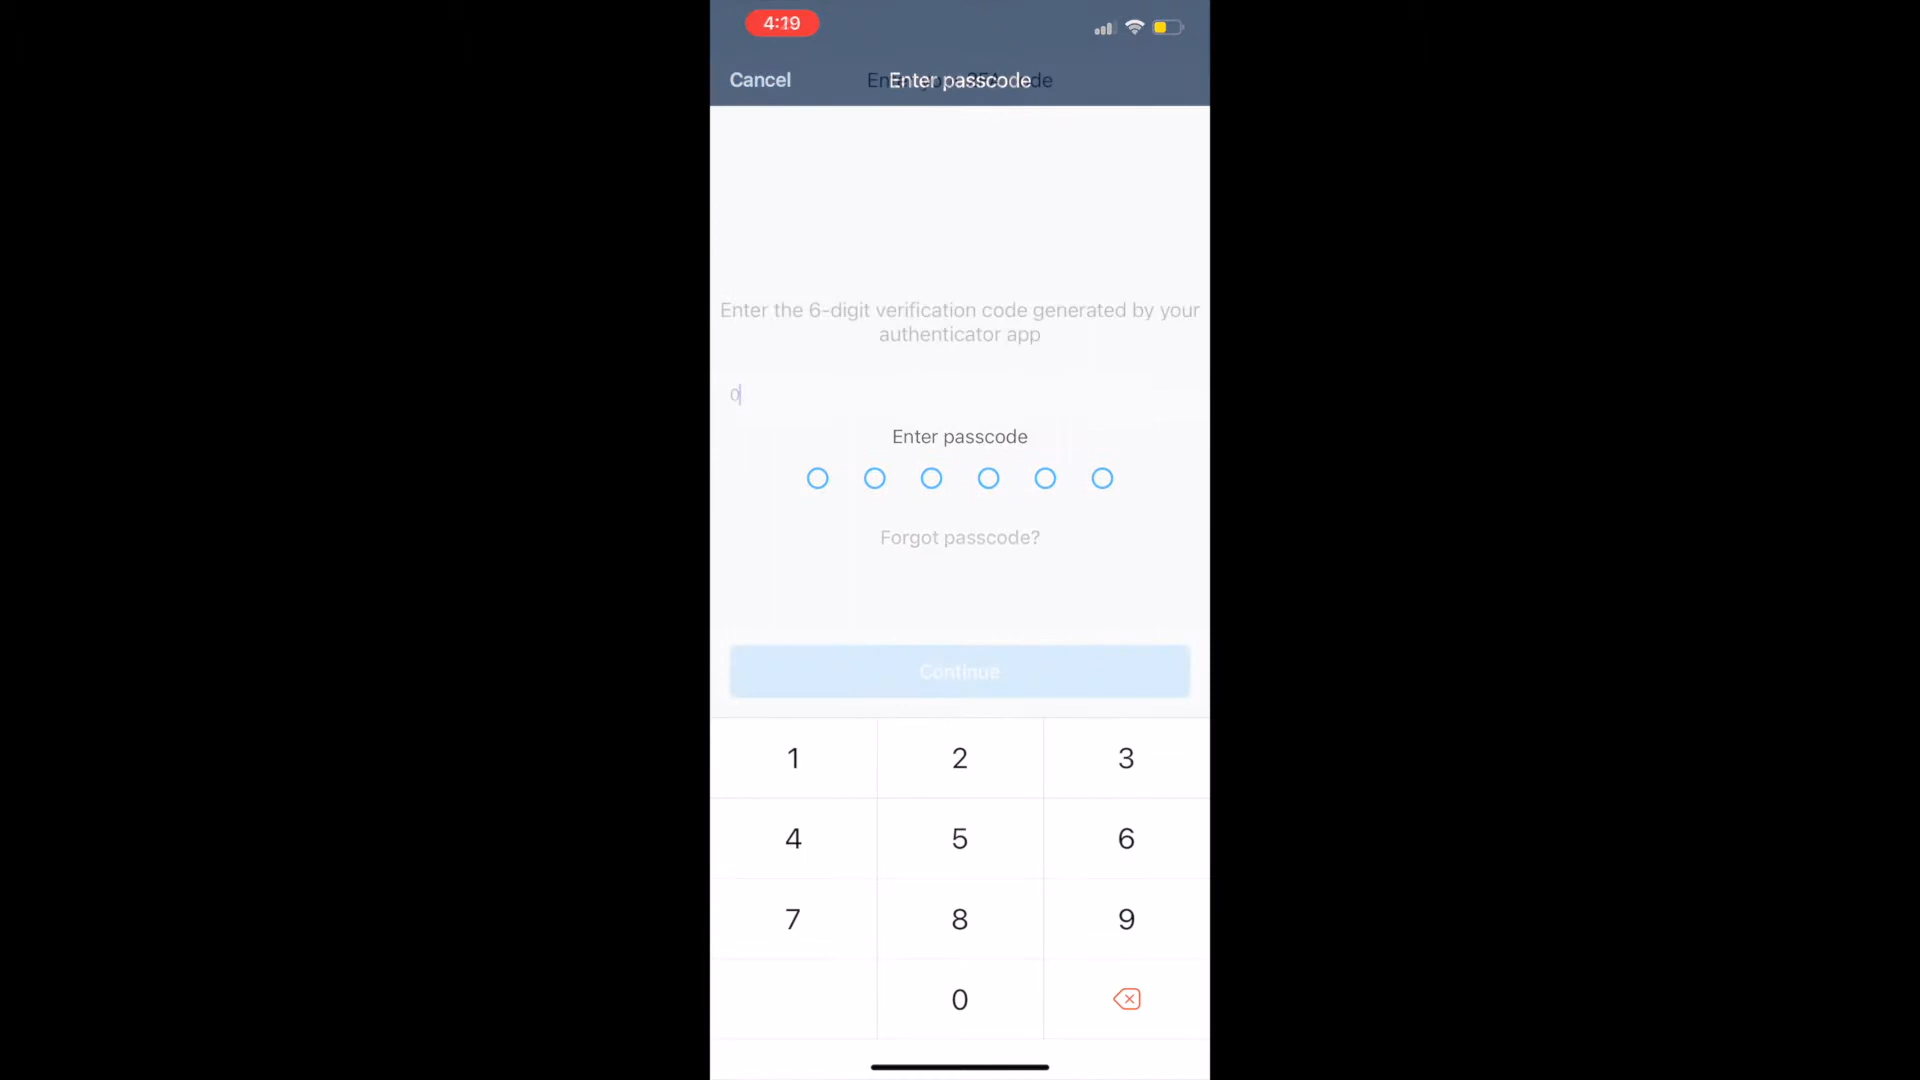 4:19
Cancel
Enter passcode
Enter the 6-digit verification code generated by your
authenticator app
0
Enter passcode
Forgot passcode?
Continue
1 2 3
4 5 6
7 8 9
0